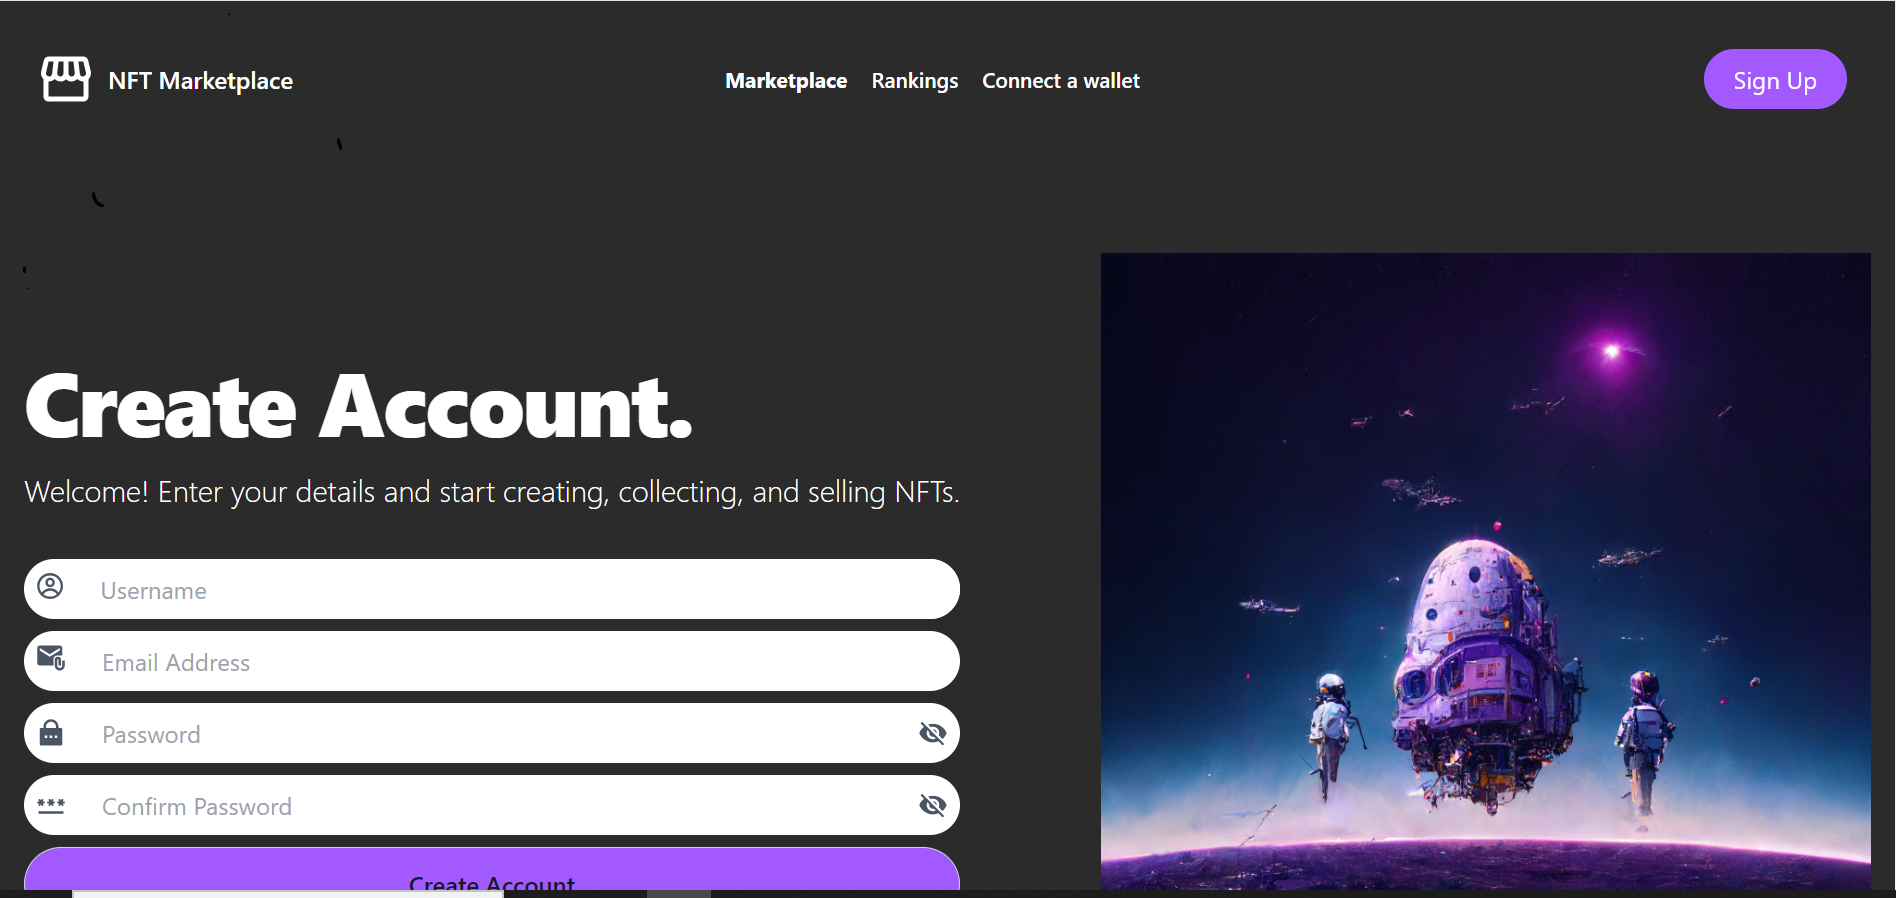 NFT Marketplace
Marketplace Rankings Connect a wallet
Sign Up
Create Account.
Welcome! Enter your details and start creating, collecting, and selling NFTs.
Username
Email Address
Password
Confirm Password
Create Account